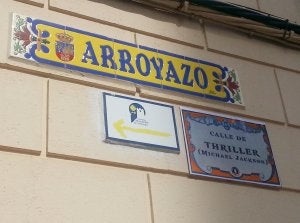 ARROYAZO
CALLE DE
THRILLER
(MICHAEL JACKSON)